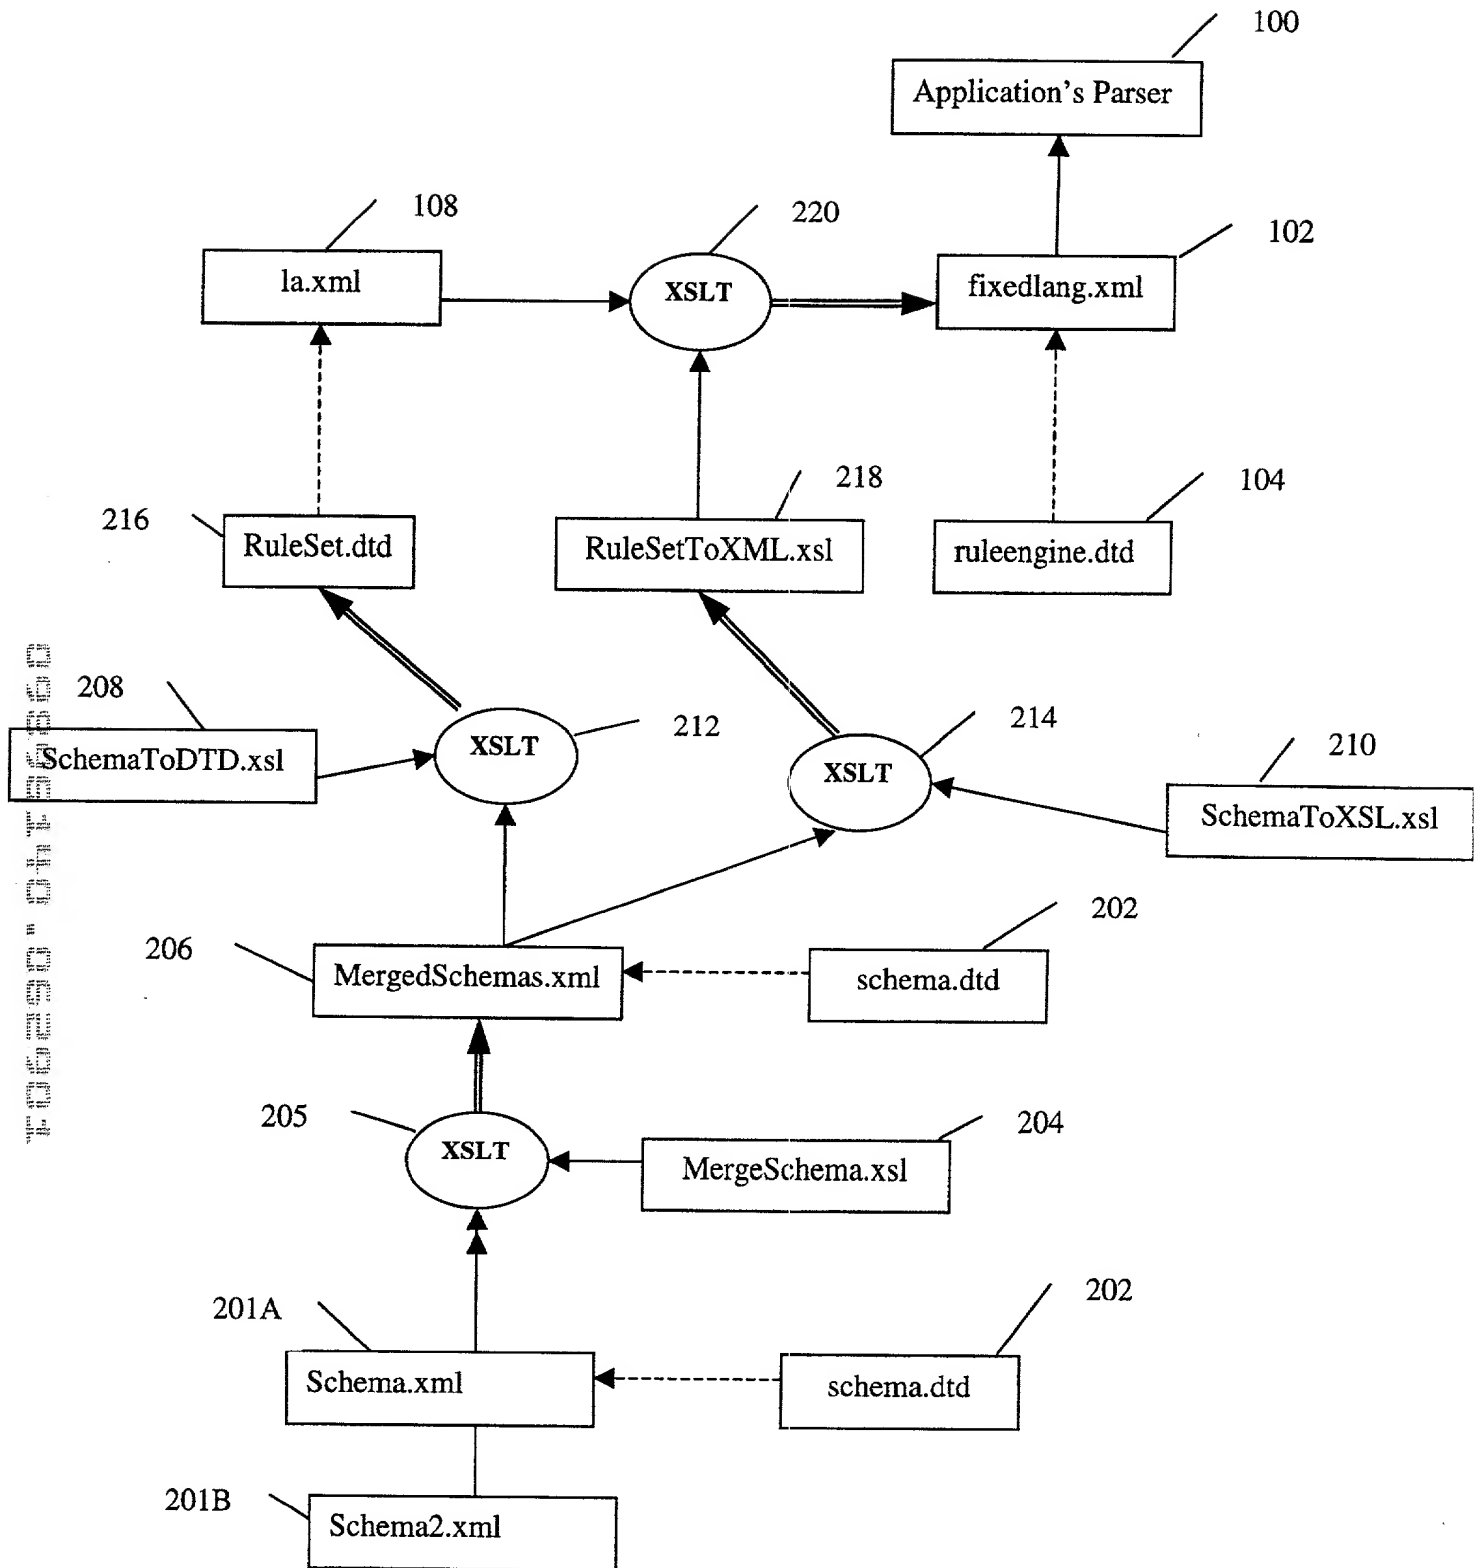 100
Application's Parser
108
220
102
la.xml
XSLT
fixedlang.xml
216
218
104
RuleSet.dtd
RuleSetToXML.xsl
ruleengine.dtd
208
212
214
210
SchemaToDTD.xsl
XSLT
XSLT
SchemaToXSL.xsl
206
202
MergedSchemas.xml
schema.dtd
205
204
XSLT
MergeSchema.xsl
201A
202
Schema.xml
schema.dtd
201B
Schema2.xml